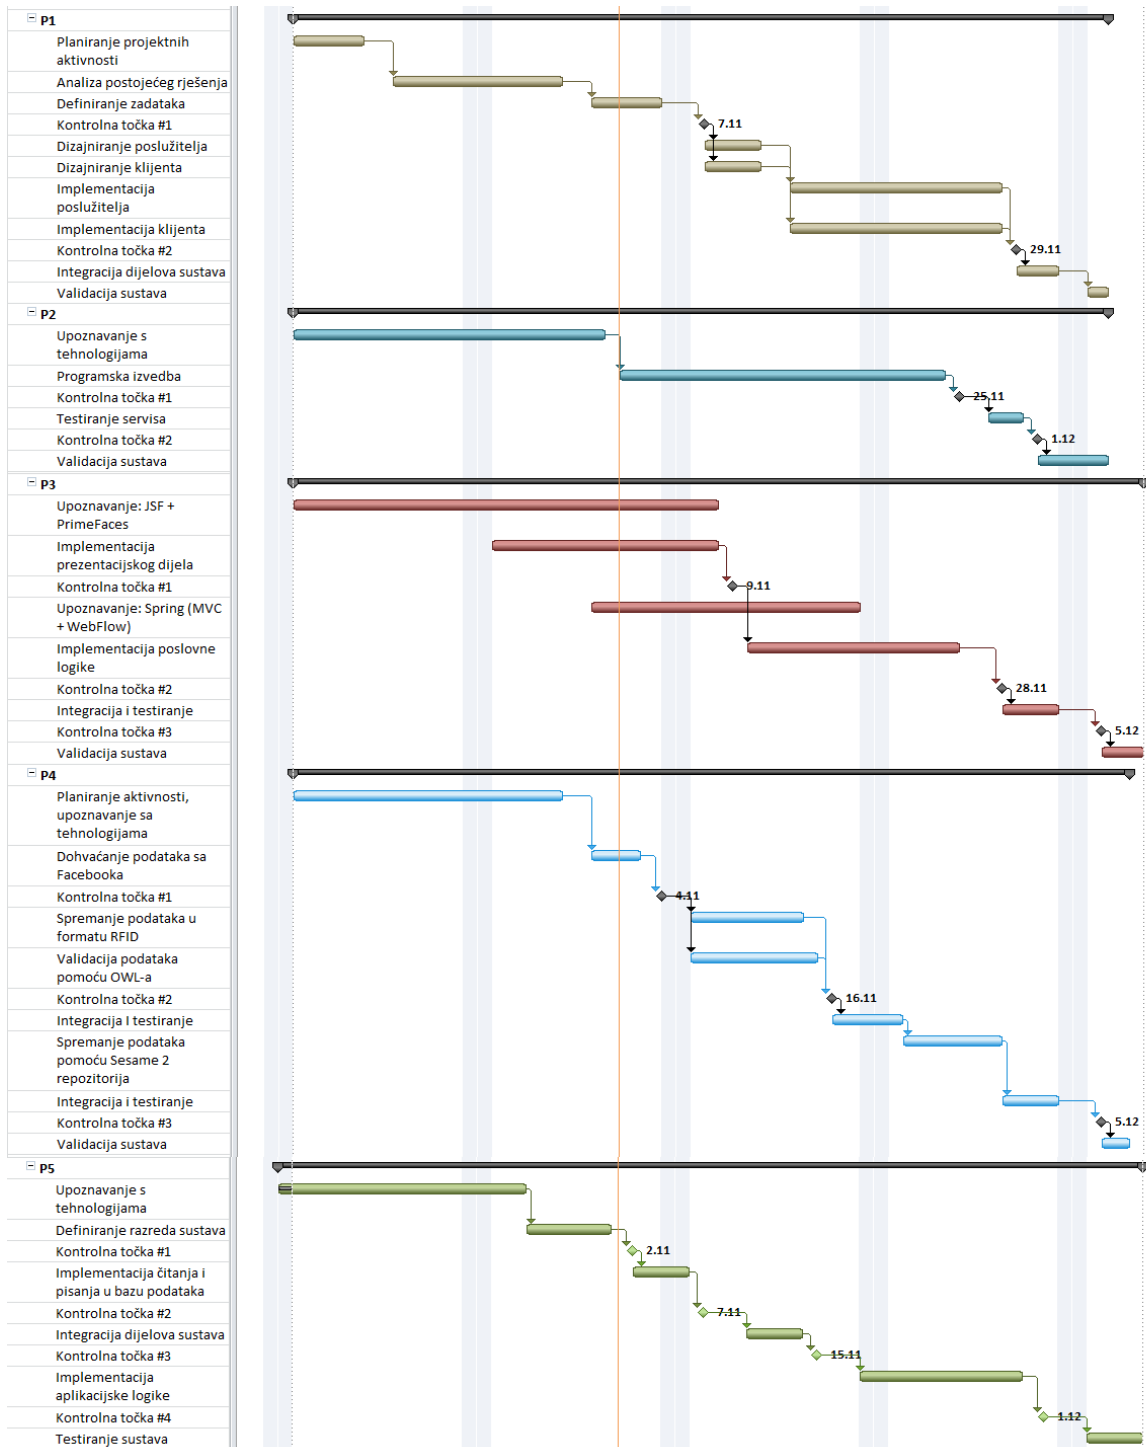 P1
Planiranje projektnih
aktivnosti
Analiza postojećeg rješenja
Definiranje zadataka
Kontrolna točka #1
7.11
Dizajniranje poslužitelja
Dizajniranje klijenta
Implementacija
poslužitelja
Implementacija klijenta
Kontrolna točka #2
29.11
Integracija dijelova sustava
Validacija sustava
P2
Upoznavanje s
tehnologijama
Programska izvedba
Kontrolna točka #1
25.11
Testiranje servisa
Kontrolna točka #2
1.12
Validacija sustava
P3
Upoznavanje: JSF +
PrimeFaces
Implementacija
prezentacijskog dijela
Kontrolna točka #1
9.11
Upoznavanje: Spring (MVC
+ WebFlow)
Implementacija poslovne
logike
Kontrolna točka #2
28.11
Integracija i testiranje
Kontrolna točka #3
5.12
Validacija sustava
P4
Planiranje aktivnosti,
upoznavanje sa
tehnologijama
Dohvaćanje podataka sa
Facebooka
Kontrolna točka #1
4.11
Spremanje podataka u
formatu RFID
Validacija podataka
pomoću OWL-a
Kontrolna točka #2
16.11
Integracija I testiranje
Spremanje podataka
pomoću Sesame 2
repozitorija
Integracija i testiranje
Kontrolna točka #3
5.12
Validacija sustava
P5
Upoznavanje s
tehnologijama
Definiranje razreda sustava
Kontrolna točka #1
2.11
Implementacija čitanja i
pisanja u bazu podataka
Kontrolna točka #2
7.11
Integracija dijelova sustava
Kontrolna točka #3
15.11
Implementacija
aplikacijske logike
Kontrolna točka #4
1.12
Testiranje sustava